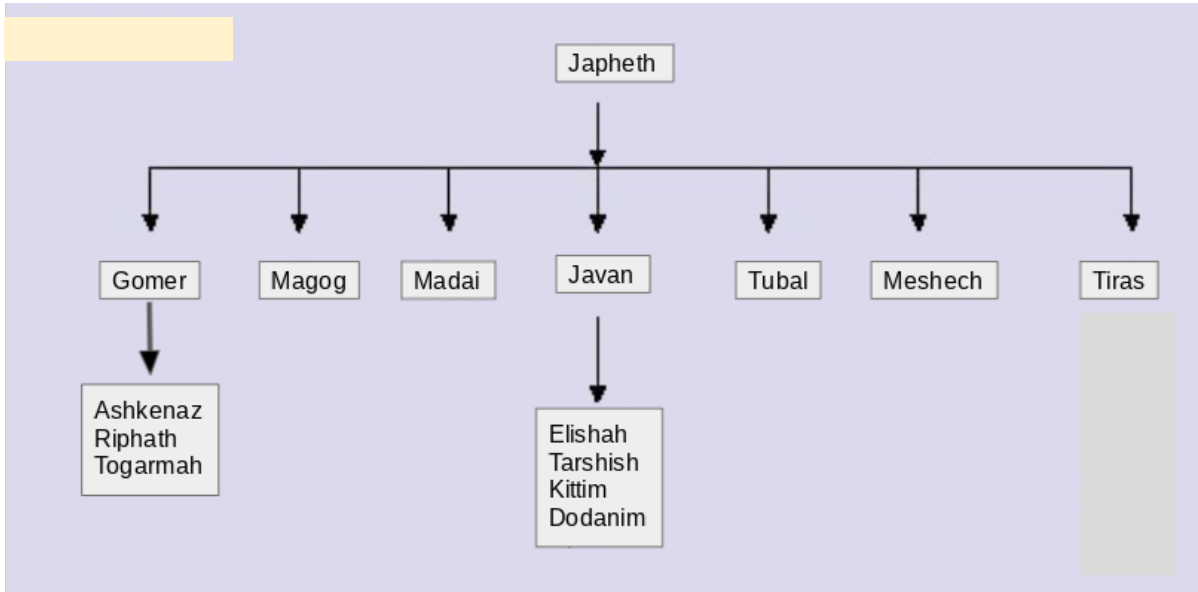 Japheth
Gomer
Magog
Madai
Javan
Tubal
Meshech
Tiras
Ashkenaz
Riphath
Togarmah
Elishah
Tarshish
Kittim
Dodanim